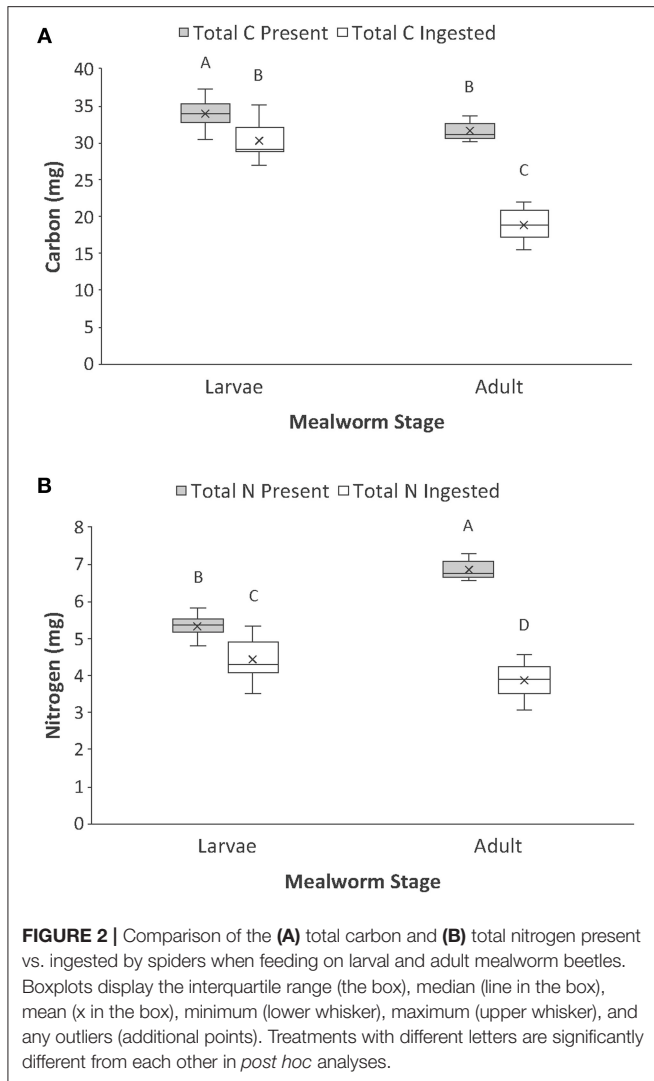 A
Total C Present Total C Ingested
A
B
B
C
40
35
30
25
20
15
10
5
0
Carbon (mg)
Larvae Adult
Mealworm Stage
B
Total N Present Total N Ingested
A
B
C
D
8
7
6
5
4
3
2
1
0
Nitrogen (mg)
Larvae Adult
Mealworm Stage
FIGURE 2 | Comparison of the (A) total carbon and (B) total nitrogen present
vs. ingested by spiders when feeding on larval and adult mealworm beetles.
Boxplots display the interquartile range (the box), median (line in the box),
mean (x in the box), minimum (lower whisker), maximum (upper whisker), and
any outliers (additional points). Treatments with different letters are significantly
different from each other in post hoc analyses.